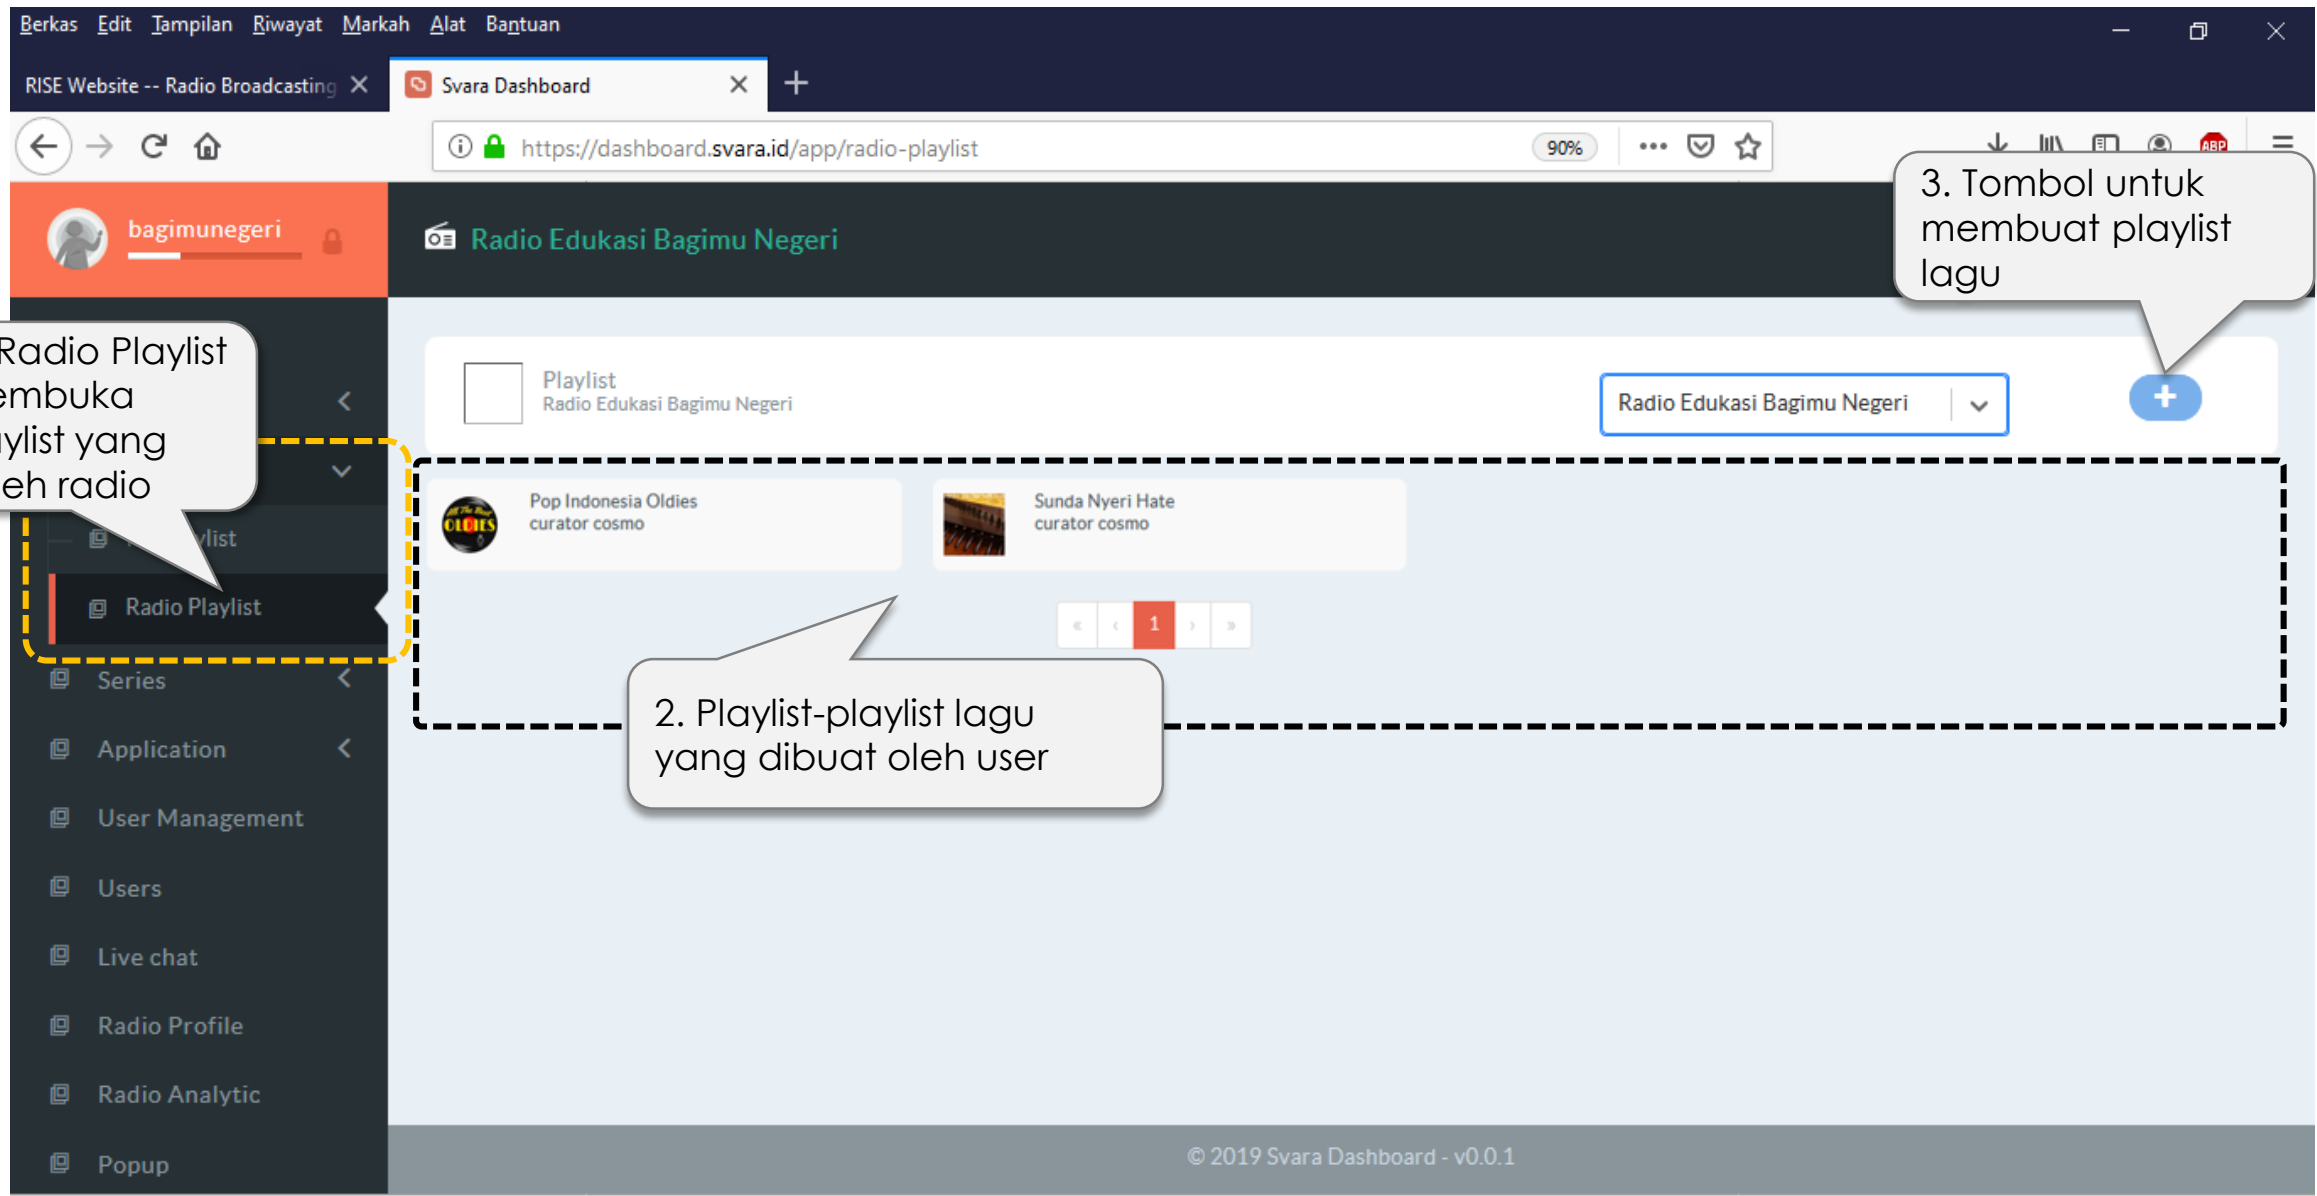 Berkas Edit Tampilan Riwayat Markah Alat Bantuan
RISE Website -- Radio Broadcasting
Svara Dashboard
https://dashboard.svara.id/app/radio-playlist
90%
ABP
bagimunegeri
Radio Edukasi Bagimu Negeri
3. Tombol untuk
membuat playlist
lagu
Radio Playlist
yang
radio
Playlist
Radio Edukasi Bagimu Negeri
Radio Edukasi Bagimu Negeri
+
OLDIES
Pop Indonesia Oldies
curator cosmo
Sunda Nyeri Hate
curator cosmo
« ‹ 1 › »
Radio Playlist
2. Playlist-playlist lagu
yang dibuat oleh user
Series
Application
User Management
Users
Live chat
Radio Profile
Radio Analytic
Popup
© 2019 Svara Dashboard - v0.0.1